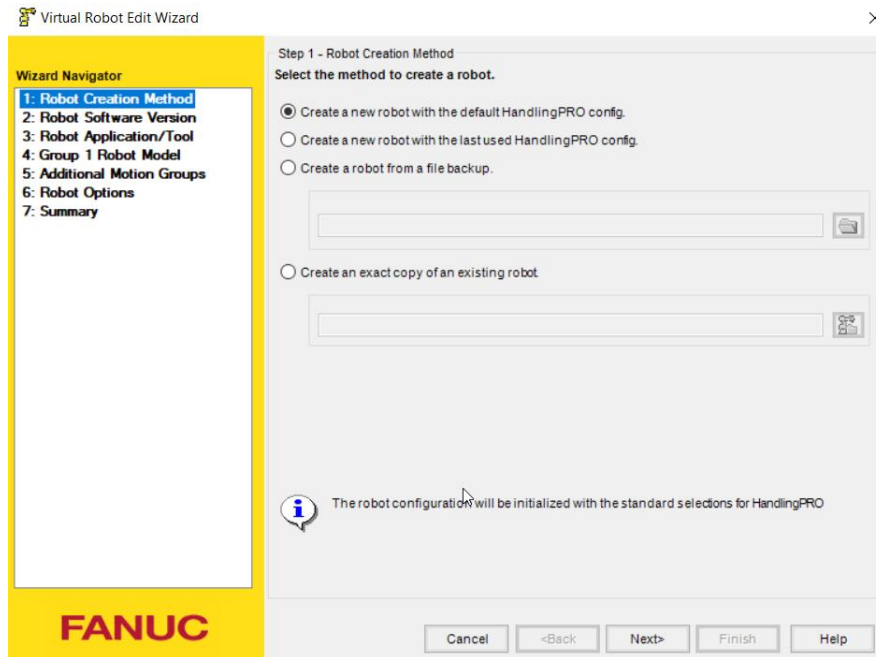 Virtual Robot Edit Wizard
Wizard Navigator
1: Robot Creation Method
2: Robot Software Version
3: Robot Application/Tool
4: Group 1 Robot Model
5: Additional Motion Groups
6: Robot Options
7: Summary
FANUC
Step 1 - Robot Creation Method
Select the method to create a robot.
Create a new robot with the default HandlingPRO config.
Create a new robot with the last used HandlingPRO config.
Create a robot from a file backup.
Create an exact copy of an existing robot.
The robot configuration will be initialized with the standard selections for HandlingPRO
Cancel
<Back
Next>
Finish
Help